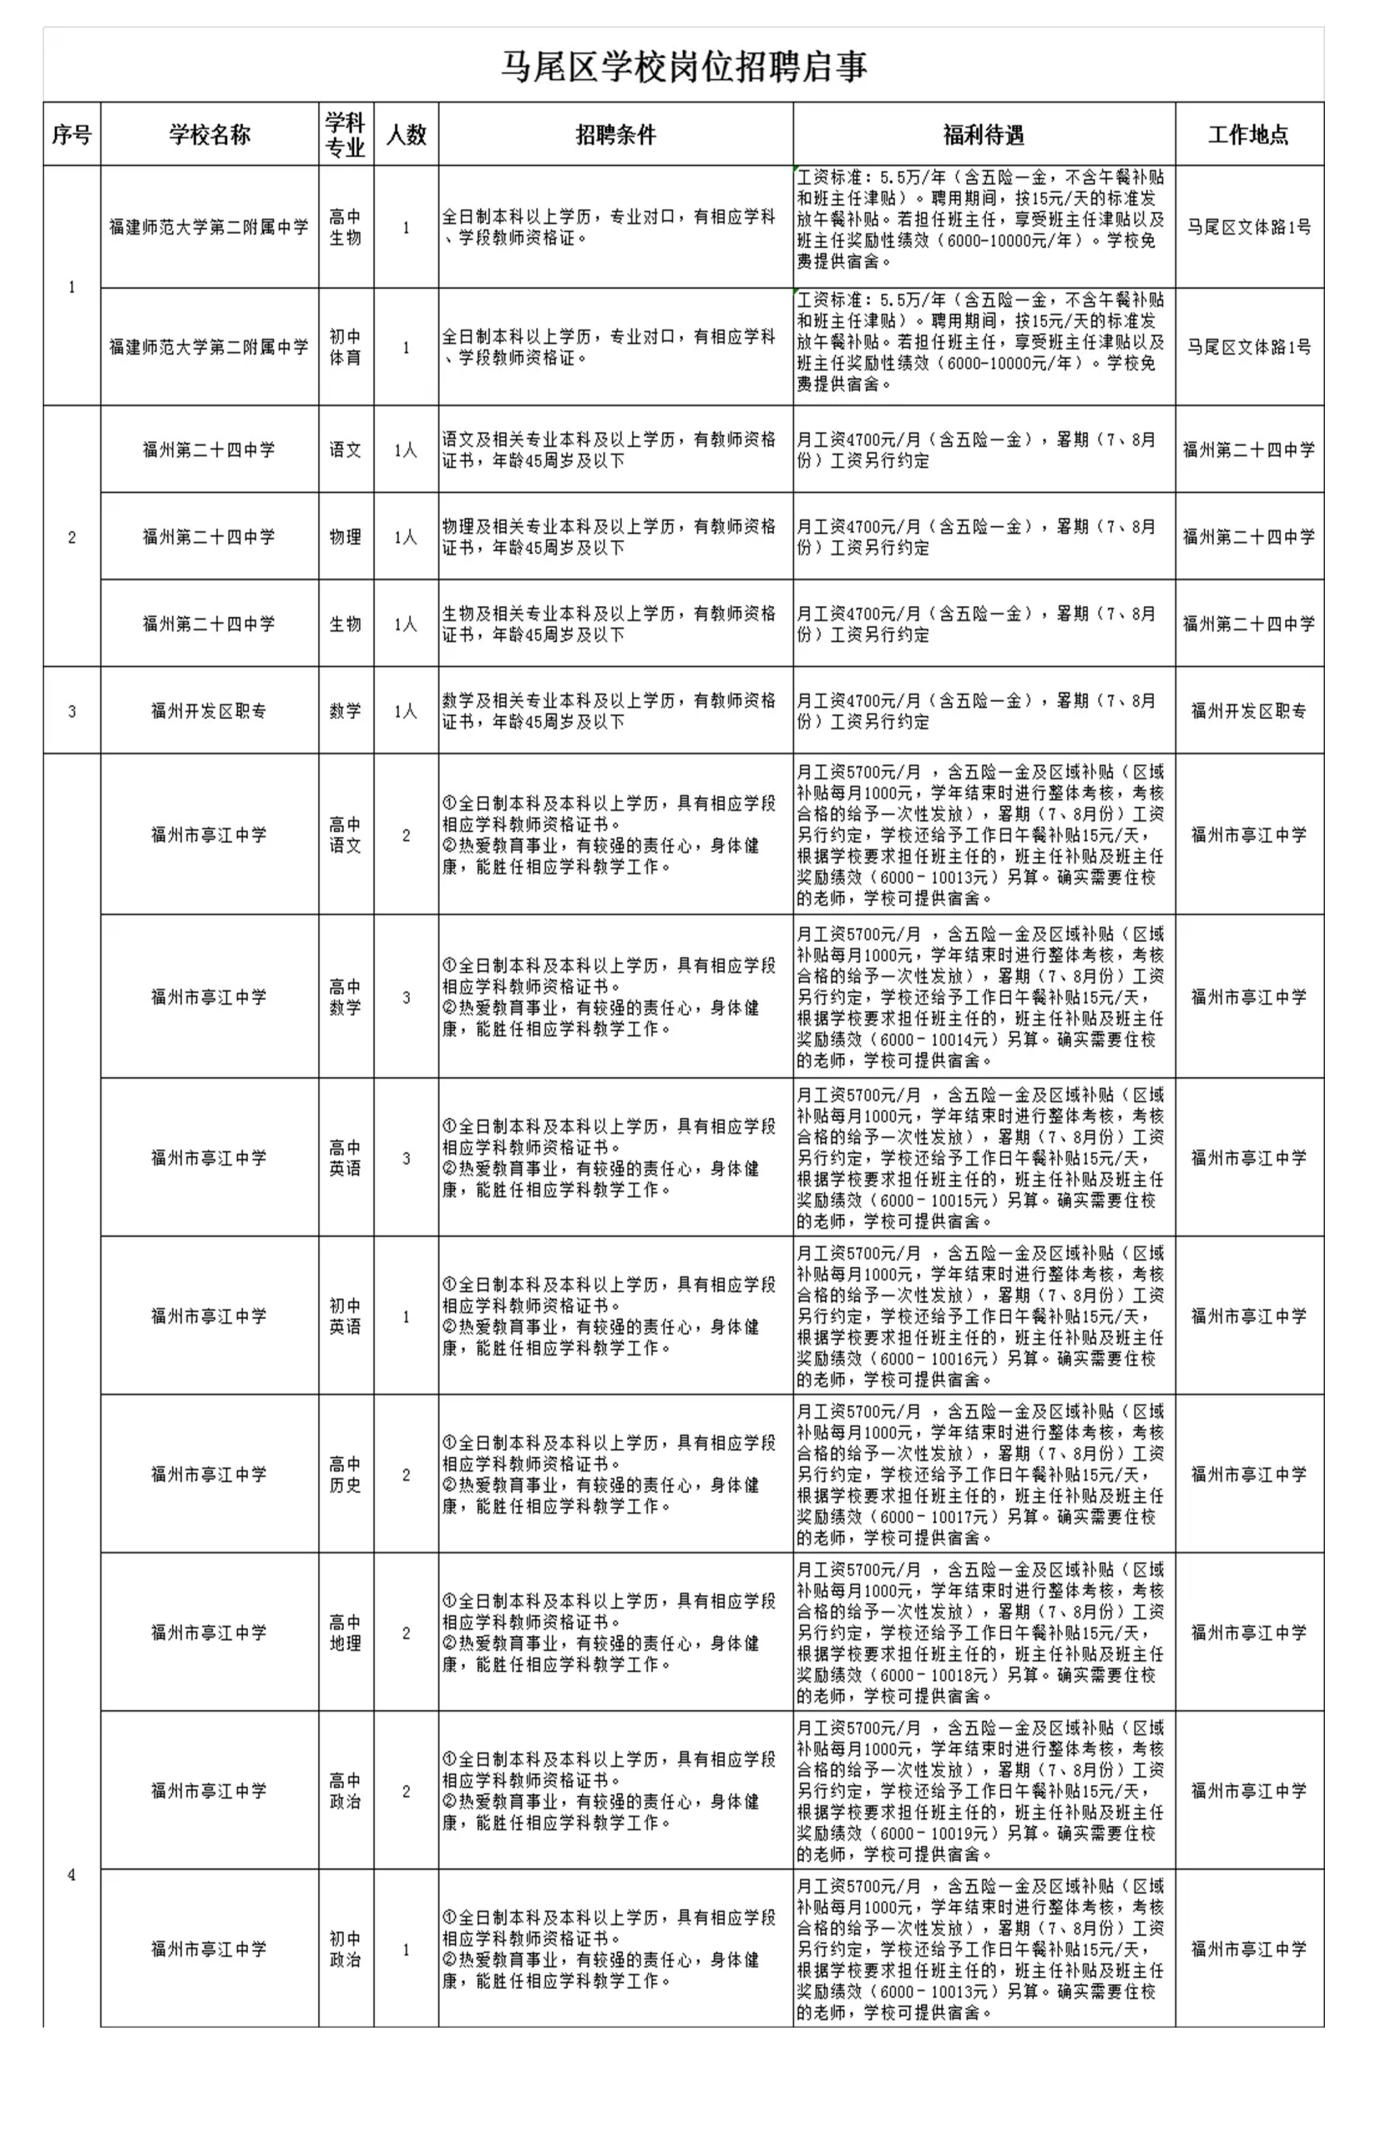 马尾区学校岗位招聘启事
序号 学校名称 学科 人数 招聘条件 福利待遇 工作地点
专业
1
福建师范大学第二附属中学
高中
生物
1
全日制本科以上学历，专业对口，有相应学科
、学段教师资格证。
工资标准：5.5万/年（含五险一金，不含午餐补贴
和班主任津贴）。聘用期间，按15元/天的标准发
放午餐补贴。若担任班主任，享受班主任津贴以及
班主任奖励性绩效（6000-10000元/年）。学校免
费提供宿舍。
马尾区文体路1号
福建师范大学第二附属中学
初中
体育
1
全日制本科以上学历，专业对口，有相应学科
、学段教师资格证。
工资标准：5.5万/年（含五险一金，不含午餐补贴
和班主任津贴）。聘用期间，按15元/天的标准发
放午餐补贴。若担任班主任，享受班主任津贴以及
班主任奖励性绩效（6000-10000元/年）。学校免
费提供宿舍。
马尾区文体路1号
2
福州第二十四中学
语文
1人
语文及相关专业本科及以上学历，有教师资格
证书，年龄45周岁及以下
月工资4700元/月（含五险一金），署期（7、8月
份）工资另行约定
福州第二十四中学
福州第二十四中学
物理
1人
物理及相关专业本科及以上学历，有教师资格
证书，年龄45周岁及以下
月工资4700元/月（含五险一金），署期（7、8月
份）工资另行约定
福州第二十四中学
福州第二十四中学
生物
1人
生物及相关专业本科及以上学历，有教师资格
证书，年龄45周岁及以下
月工资4700元/月（含五险一金），署期（7、8月
份）工资另行约定
福州第二十四中学
3
福州开发区职专
数学
1人
数学及相关专业本科及以上学历，有教师资格
证书，年龄45周岁及以下
月工资4700元/月（含五险一金），署期（7、8月
份）工资另行约定
福州开发区职专
4
福州市亭江中学
高中
语文
2
①全日制本科及本科以上学历，具有相应学段
相应学科教师资格证书。
②热爱教育事业，有较强的责任心，身体健
康，能胜任相应学科教学工作。
月工资5700元/月 ，含五险一金及区域补贴（区域
补贴每月1000元，学年结束时进行整体考核，考核
合格的给予一次性发放），署期（7、8月份）工资
另行约定，学校还给予工作日午餐补贴15元/天，
根据学校要求担任班主任的，班主任补贴及班主任
奖励绩效（6000－10013元）另算。确实需要住校
的老师，学校可提供宿舍。
福州市亭江中学
福州市亭江中学
高中
数学
3
①全日制本科及本科以上学历，具有相应学段
相应学科教师资格证书。
②热爱教育事业，有较强的责任心，身体健
康，能胜任相应学科教学工作。
月工资5700元/月 ，含五险一金及区域补贴（区域
补贴每月1000元，学年结束时进行整体考核，考核
合格的给予一次性发放），署期（7、8月份）工资
另行约定，学校还给予工作日午餐补贴15元/天，
根据学校要求担任班主任的，班主任补贴及班主任
奖励绩效（6000－10014元）另算。确实需要住校
的老师，学校可提供宿舍。
福州市亭江中学
福州市亭江中学
高中
英语
3
①全日制本科及本科以上学历，具有相应学段
相应学科教师资格证书。
②热爱教育事业，有较强的责任心，身体健
康，能胜任相应学科教学工作。
月工资5700元/月 ，含五险一金及区域补贴（区域
补贴每月1000元，学年结束时进行整体考核，考核
合格的给予一次性发放），署期（7、8月份）工资
另行约定，学校还给予工作日午餐补贴15元/天，
根据学校要求担任班主任的，班主任补贴及班主任
奖励绩效（6000－10015元）另算。确实需要住校
的老师，学校可提供宿舍。
福州市亭江中学
福州市亭江中学
初中
英语
1
①全日制本科及本科以上学历，具有相应学段
相应学科教师资格证书。
②热爱教育事业，有较强的责任心，身体健
康，能胜任相应学科教学工作。
月工资5700元/月 ，含五险一金及区域补贴（区域
补贴每月1000元，学年结束时进行整体考核，考核
合格的给予一次性发放），署期（7、8月份）工资
另行约定，学校还给予工作日午餐补贴15元/天，
根据学校要求担任班主任的，班主任补贴及班主任
奖励绩效（6000－10016元）另算。确实需要住校
的老师，学校可提供宿舍。
福州市亭江中学
福州市亭江中学
高中
历史
2
①全日制本科及本科以上学历，具有相应学段
相应学科教师资格证书。
②热爱教育事业，有较强的责任心，身体健
康，能胜任相应学科教学工作。
月工资5700元/月 ，含五险一金及区域补贴（区域
补贴每月1000元，学年结束时进行整体考核，考核
合格的给予一次性发放），署期（7、8月份）工资
另行约定，学校还给予工作日午餐补贴15元/天，
根据学校要求担任班主任的，班主任补贴及班主任
奖励绩效（6000－10017元）另算。确实需要住校
的老师，学校可提供宿舍。
福州市亭江中学
福州市亭江中学
高中
地理
2
①全日制本科及本科以上学历，具有相应学段
相应学科教师资格证书。
②热爱教育事业，有较强的责任心，身体健
康，能胜任相应学科教学工作。
月工资5700元/月 ，含五险一金及区域补贴（区域
补贴每月1000元，学年结束时进行整体考核，考核
合格的给予一次性发放），署期（7、8月份）工资
另行约定，学校还给予工作日午餐补贴15元/天，
根据学校要求担任班主任的，班主任补贴及班主任
奖励绩效（6000－10018元）另算。确实需要住校
的老师，学校可提供宿舍。
福州市亭江中学
福州市亭江中学
高中
政治
2
①全日制本科及本科以上学历，具有相应学段
相应学科教师资格证书。
②热爱教育事业，有较强的责任心，身体健
康，能胜任相应学科教学工作。
月工资5700元/月 ，含五险一金及区域补贴（区域
补贴每月1000元，学年结束时进行整体考核，考核
合格的给予一次性发放），署期（7、8月份）工资
另行约定，学校还给予工作日午餐补贴15元/天，
根据学校要求担任班主任的，班主任补贴及班主任
奖励绩效（6000－10019元）另算。确实需要住校
的老师，学校可提供宿舍。
福州市亭江中学
福州市亭江中学
初中
政治
1
①全日制本科及本科以上学历，具有相应学段
相应学科教师资格证书。
②热爱教育事业，有较强的责任心，身体健
康，能胜任相应学科教学工作。
月工资5700元/月 ，含五险一金及区域补贴（区域
补贴每月1000元，学年结束时进行整体考核，考核
合格的给予一次性发放），署期（7、8月份）工资
另行约定，学校还给予工作日午餐补贴15元/天，
根据学校要求担任班主任的，班主任补贴及班主任
奖励绩效（6000－10013元）另算。确实需要住校
的老师，学校可提供宿舍。
福州市亭江中学